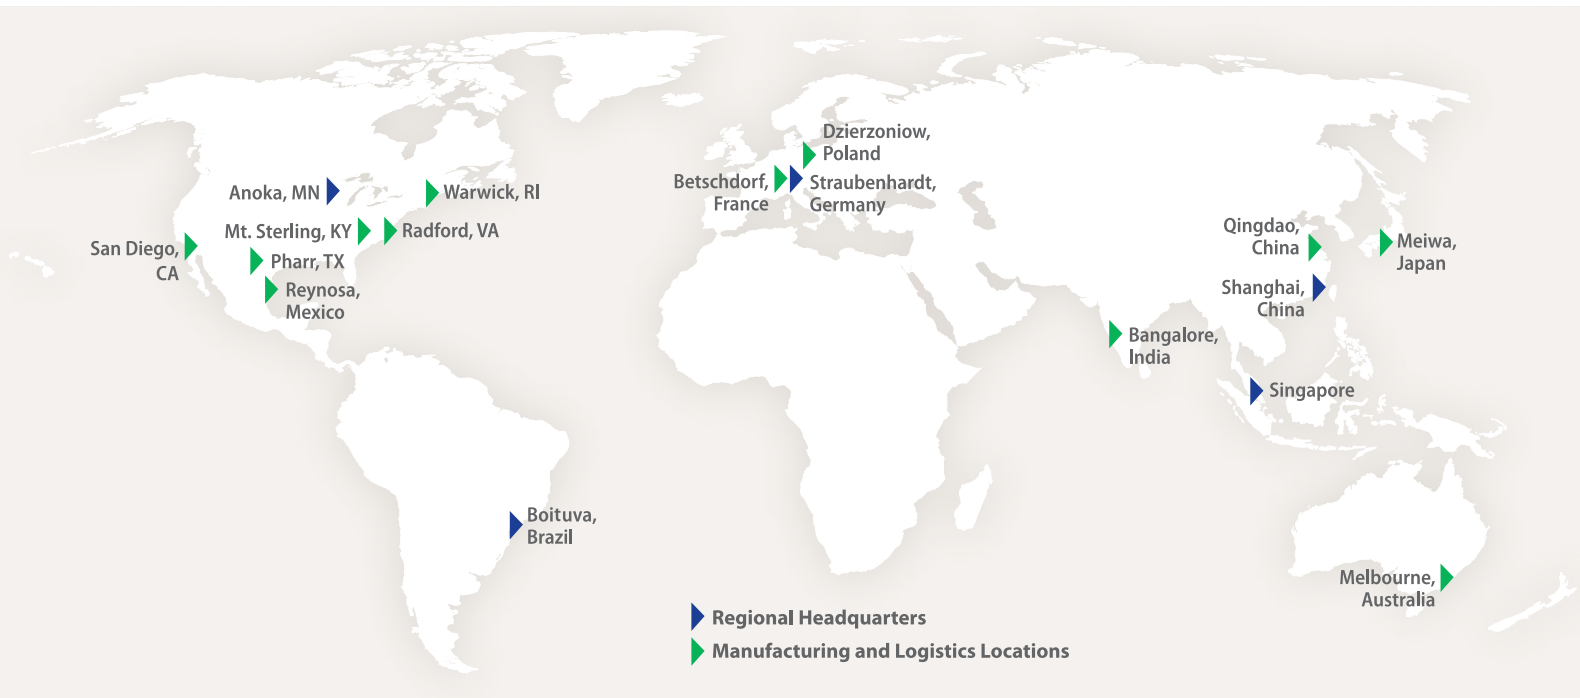 Dzierzoniow,
Poland
Anoka, MN
Warwick, RI
Betschdorf,
France
Straubenhardt,
Germany
Mt. Sterling, KY
Radford, VA
San Diego,
CA
Pharr, TX
Reynosa,
Mexico
Qingdao,
China
Meiwa,
Japan
Shanghai,
China
Bangalore,
India
Singapore
Boituva,
Brazil
Melbourne,
Australia
Regional Headquarters
Manufacturing and Logistics Locations